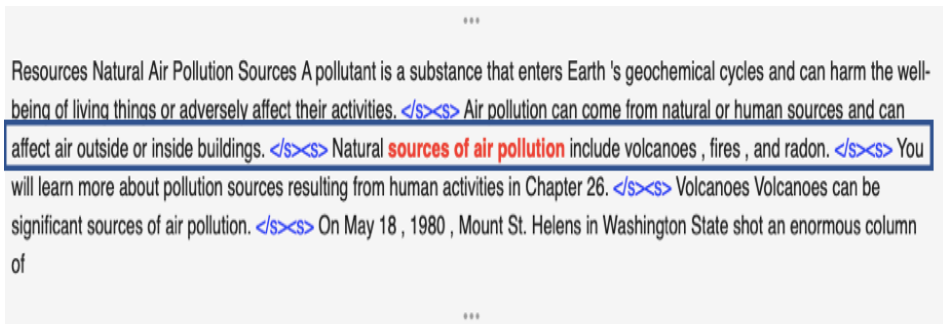 ...
Resources Natural Air Pollution Sources A pollutant is a substance that enters Earth 's geochemical cycles and can harm the well-
being of living things or adversely affect their activities. </s><s> Air pollution can come from natural or human sources and can
affect air outside or inside buildings. </s><s> Natural sources of air pollution include volcanoes , fires , and radon. </s><s> You
will learn more about pollution sources resulting from human activities in Chapter 26. </s><s> Volcanoes Volcanoes can be
significant sources of air pollution. </s><s> On May 18 , 1980 , Mount St. Helens in Washington State shot an enormous column
of
...